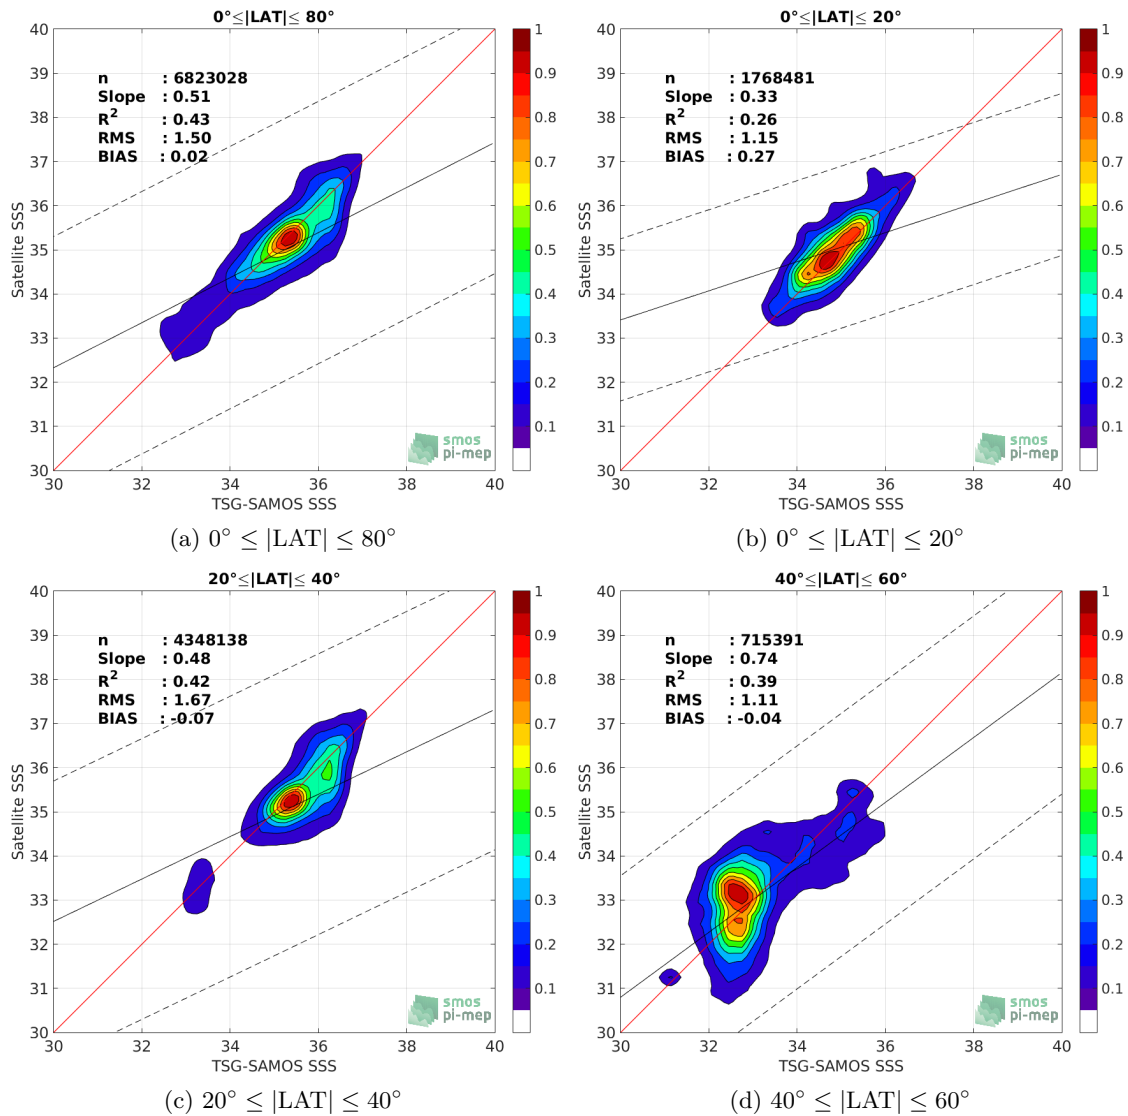 0°≤|LAT|≤ 80°
40
39
38
37
36
35
34
33
32
31
30
Satellite SSS
n : 6823028
Slope : 0.51
R² : 0.43
RMS : 1.50
BIAS : 0.02
smos
pi-mep
30 32 34 36 38 40
TSG-SAMOS SSS
1
0.9
0.8
0.7
0.6
0.5
0.4
0.3
0.2
0.1
(a) 0° ≤ |LAT| ≤ 80°
0°≤|LAT|≤ 20°
40
39
38
37
36
35
34
33
32
31
30
Satellite SSS
n : 1768481
Slope : 0.33
R² : 0.26
RMS : 1.15
BIAS : 0.27
smos
pi-mep
30 32 34 36 38 40
TSG-SAMOS SSS
1
0.9
0.8
0.7
0.6
0.5
0.4
0.3
0.2
0.1
(b) 0° ≤ |LAT| ≤ 20°
20°≤|LAT|≤ 40°
40
39
38
37
36
35
34
33
32
31
30
Satellite SSS
n : 4348138
Slope : 0.48
R² : 0.42
RMS : 1.67
BIAS : -0.07
smos
pi-mep
30 32 34 36 38 40
TSG-SAMOS SSS
1
0.9
0.8
0.7
0.6
0.5
0.4
0.3
0.2
0.1
(c) 20° ≤ |LAT| ≤ 40°
40°≤|LAT|≤ 60°
40
39
38
37
36
35
34
33
32
31
30
Satellite SSS
n : 715391
Slope : 0.74
R² : 0.39
RMS : 1.11
BIAS : -0.04
smos
pi-mep
30 32 34 36 38 40
TSG-SAMOS SSS
1
0.9
0.8
0.7
0.6
0.5
0.4
0.3
0.2
0.1
(d) 40° ≤ |LAT| ≤ 60°